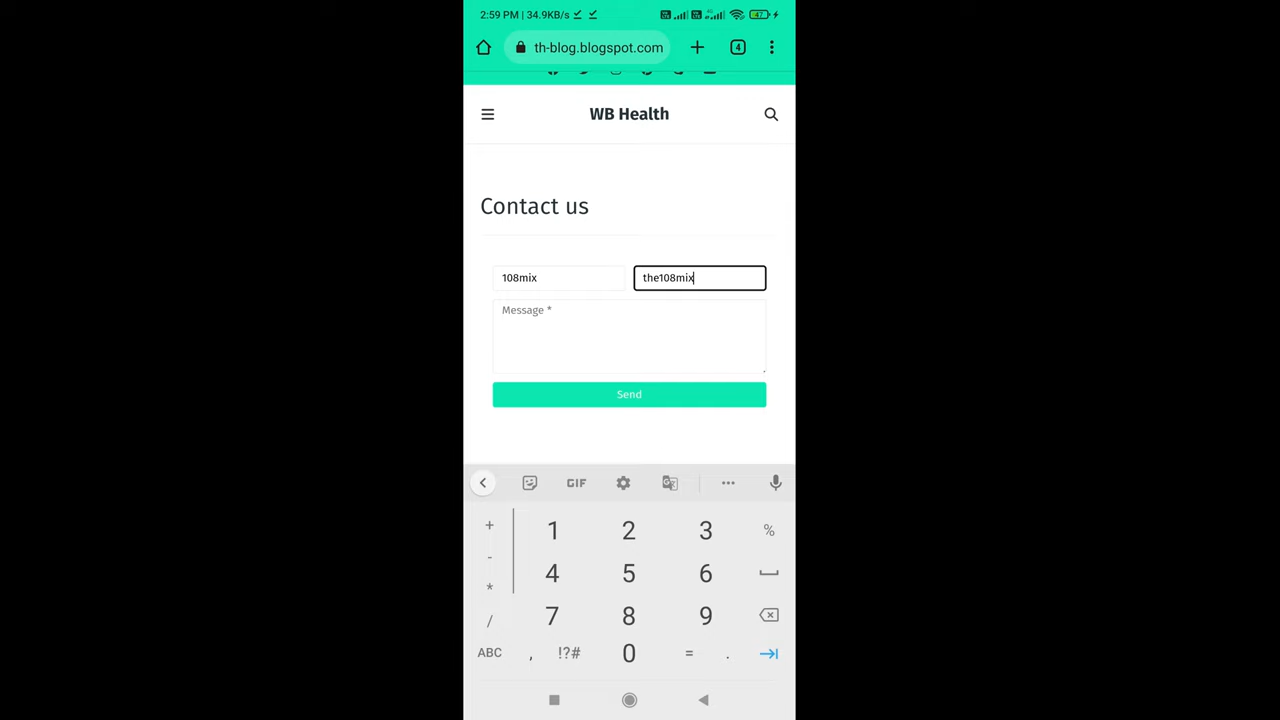 2:59 PM | 34.9KB/s
47
th-blog.blogspot.com
4
WB Health
Contact us
108mix
the108mix
Message *
Send
GIF
+ 1 2 3 %
- 4 5 6
* 7 8 9
/
ABC , !?# 0 = .